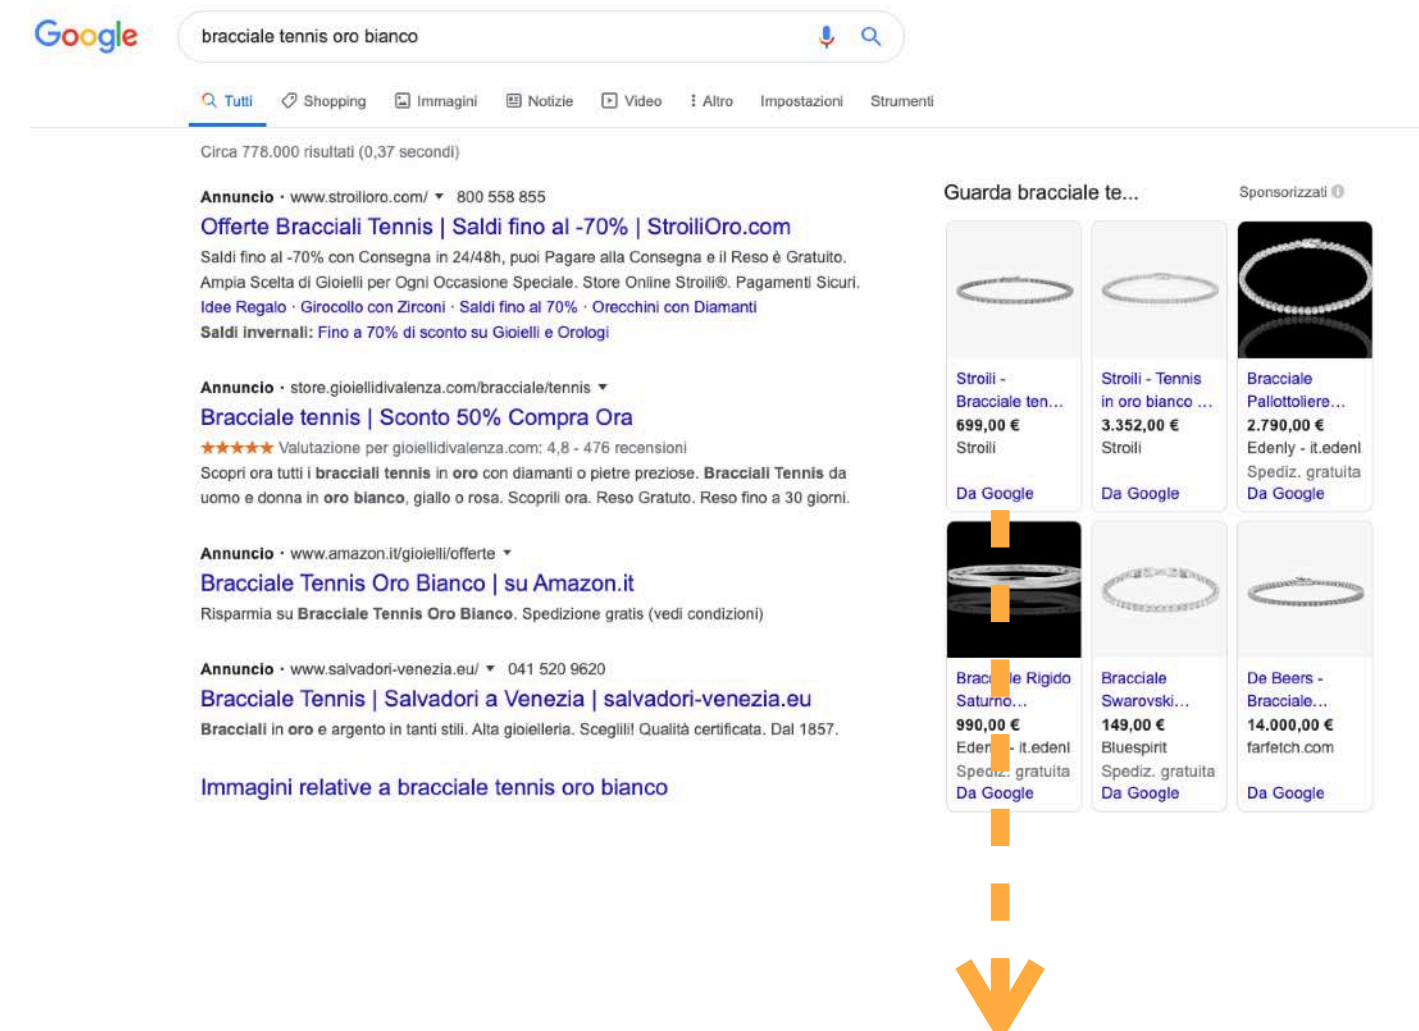 Google
bracciale tennis oro bianco
Tutti Shopping Immagini Notizie Video Altro Impostazioni Strumenti
Circa 778.000 risultati (0,37 secondi)
Annuncio · www.stroilioro.com/ 800 558 855
Offerte Bracciali Tennis | Saldi fino al -70% | StroiliOro.com
Saldi fino al -70% con Consegna in 24/48h, puoi Pagare alla Consegna e il Reso è Gratuito.
Ampia Scelta di Gioielli per Ogni Occasione Speciale. Store Online Stroili®. Pagamenti Sicuri.
Idee Regalo · Girocollo con Zirconi · Saldi fino al 70% · Orecchini con Diamanti
Saldi invernali: Fino a 70% di sconto su Gioielli e Orologi
Annuncio · store.gioiellidivalenza.com/bracciale/tennis
Bracciale tennis | Sconto 50% Compra Ora
★★★★★ Valutazione per gioiellidivalenza.com: 4,8 - 476 recensioni
Scopri ora tutti i bracciali tennis in oro con diamanti o pietre preziose. Bracciali Tennis da
uomo e donna in oro bianco, giallo o rosa. Scoprili ora. Reso Gratuto. Reso fino a 30 giorni.
Annuncio · www.amazon.it/gioielli/offerte
Bracciale Tennis Oro Bianco | su Amazon.it
Risparmia su Bracciale Tennis Oro Bianco. Spedizione gratis (vedi condizioni)
Annuncio · www.salvadori-venezia.eu/ 041 520 9620
Bracciale Tennis | Salvadori a Venezia | salvadori-venezia.eu
Bracciali in oro e argento in tanti stili. Alta gioielleria. Sceglili! Qualità certificata. Dal 1857.
Immagini relative a bracciale tennis oro bianco
Guarda bracciale te... Sponsorizzati
Stroili -
Bracciale ten...
699,00 €
Stroili
Da Google
Stroili - Tennis
in oro bianco ...
3.352,00 €
Stroili
Da Google
Bracciale
Pallottoliere...
2.790,00 €
Edenly - it.edenl
Spediz. gratuita
Da Google
Bracciale Rigido
Saturno...
990,00 €
Edenly - it.edenl
Spediz. gratuita
Da Google
Bracciale
Swarovski...
149,00 €
Bluespirit
Spediz. gratuita
Da Google
De Beers -
Bracciale...
14.000,00 €
farfetch.com
Da Google